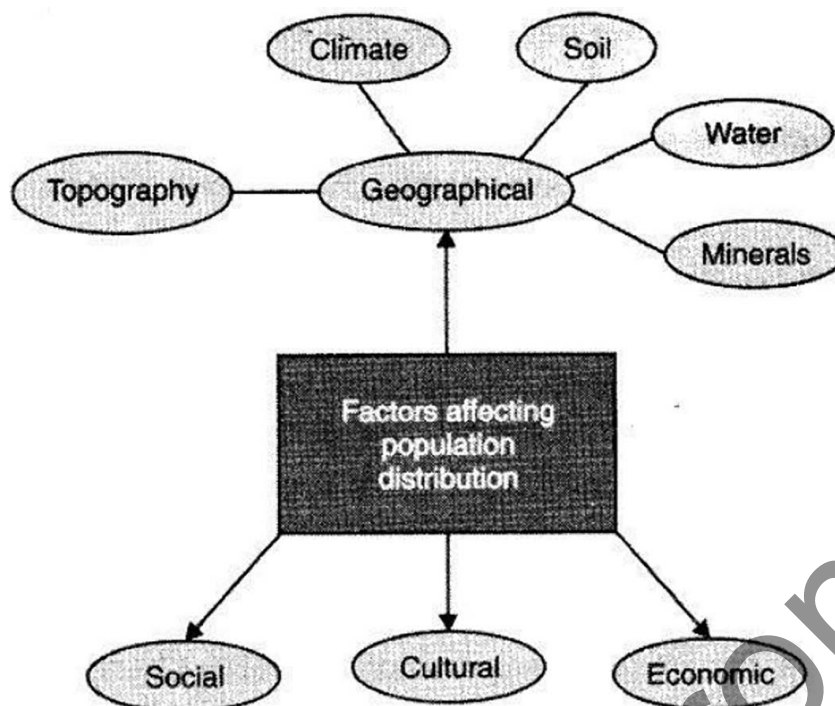 Climate
Soil
Water
Topography
Geographical
Minerals
Factors affecting
population
distribution
Social
Cultural
Economic